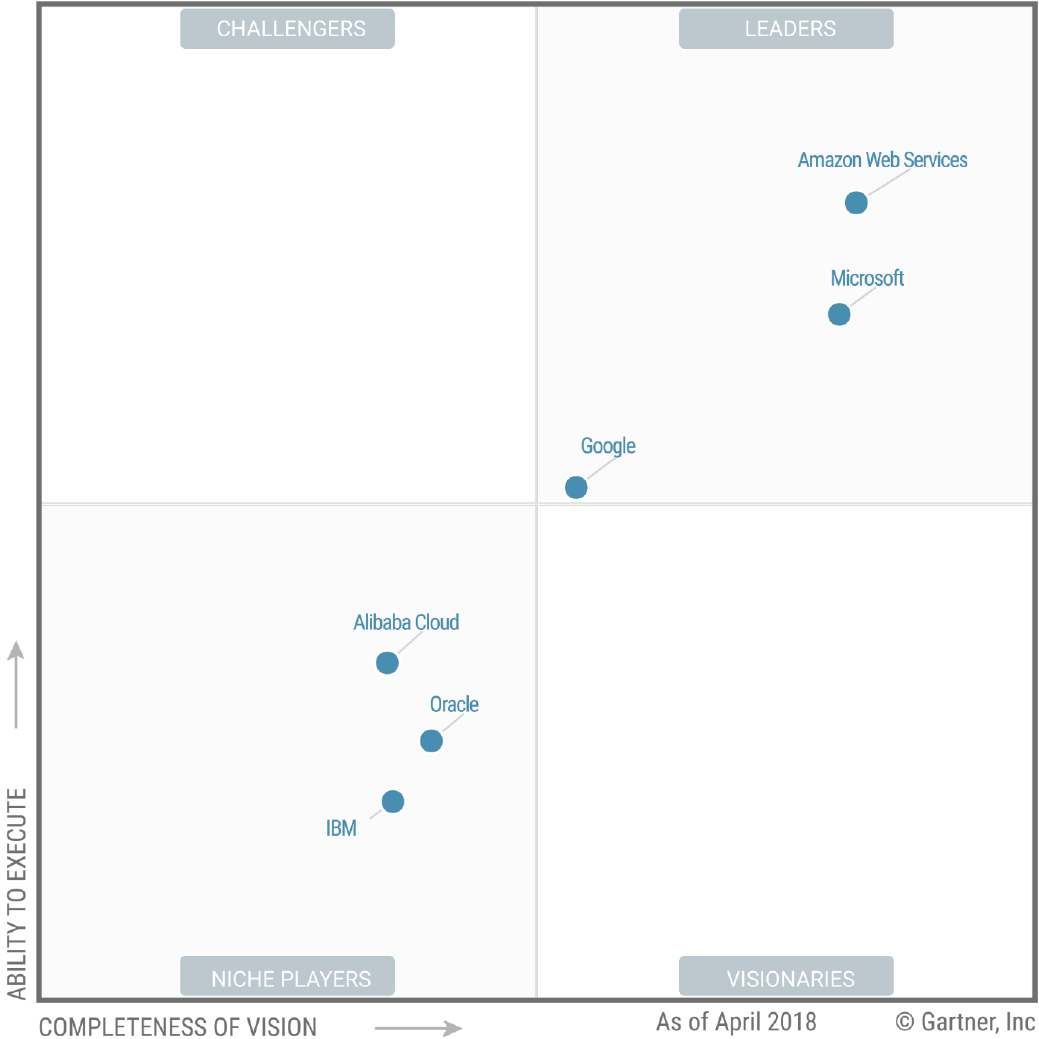 CHALLENGERS
LEADERS
Amazon Web Services
Microsoft
Google
Alibaba Cloud
Oracle
IBM
NICHE PLAYERS
VISIONARIES
ABILITY TO EXECUTE
COMPLETENESS OF VISION
As of April 2018
© Gartner, Inc